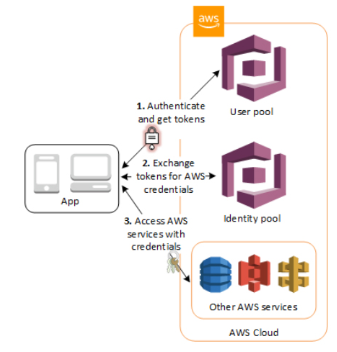 aws
1. Authenticate
and get tokens
User pool
2. Exchange
tokens for AWS
credentials
App
Identity pool
3. Access AWS
services with
credentials
Other AWS services
AWS Cloud